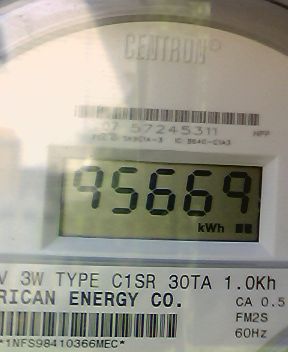 CENTRON®
57245311
95669
kWh
V 3W TYPE C1SR 30TA 1.0Kh
RICAN ENERGY CO.
CA 0.5
FM2S
60Hz
*1NFS98410366MEC*